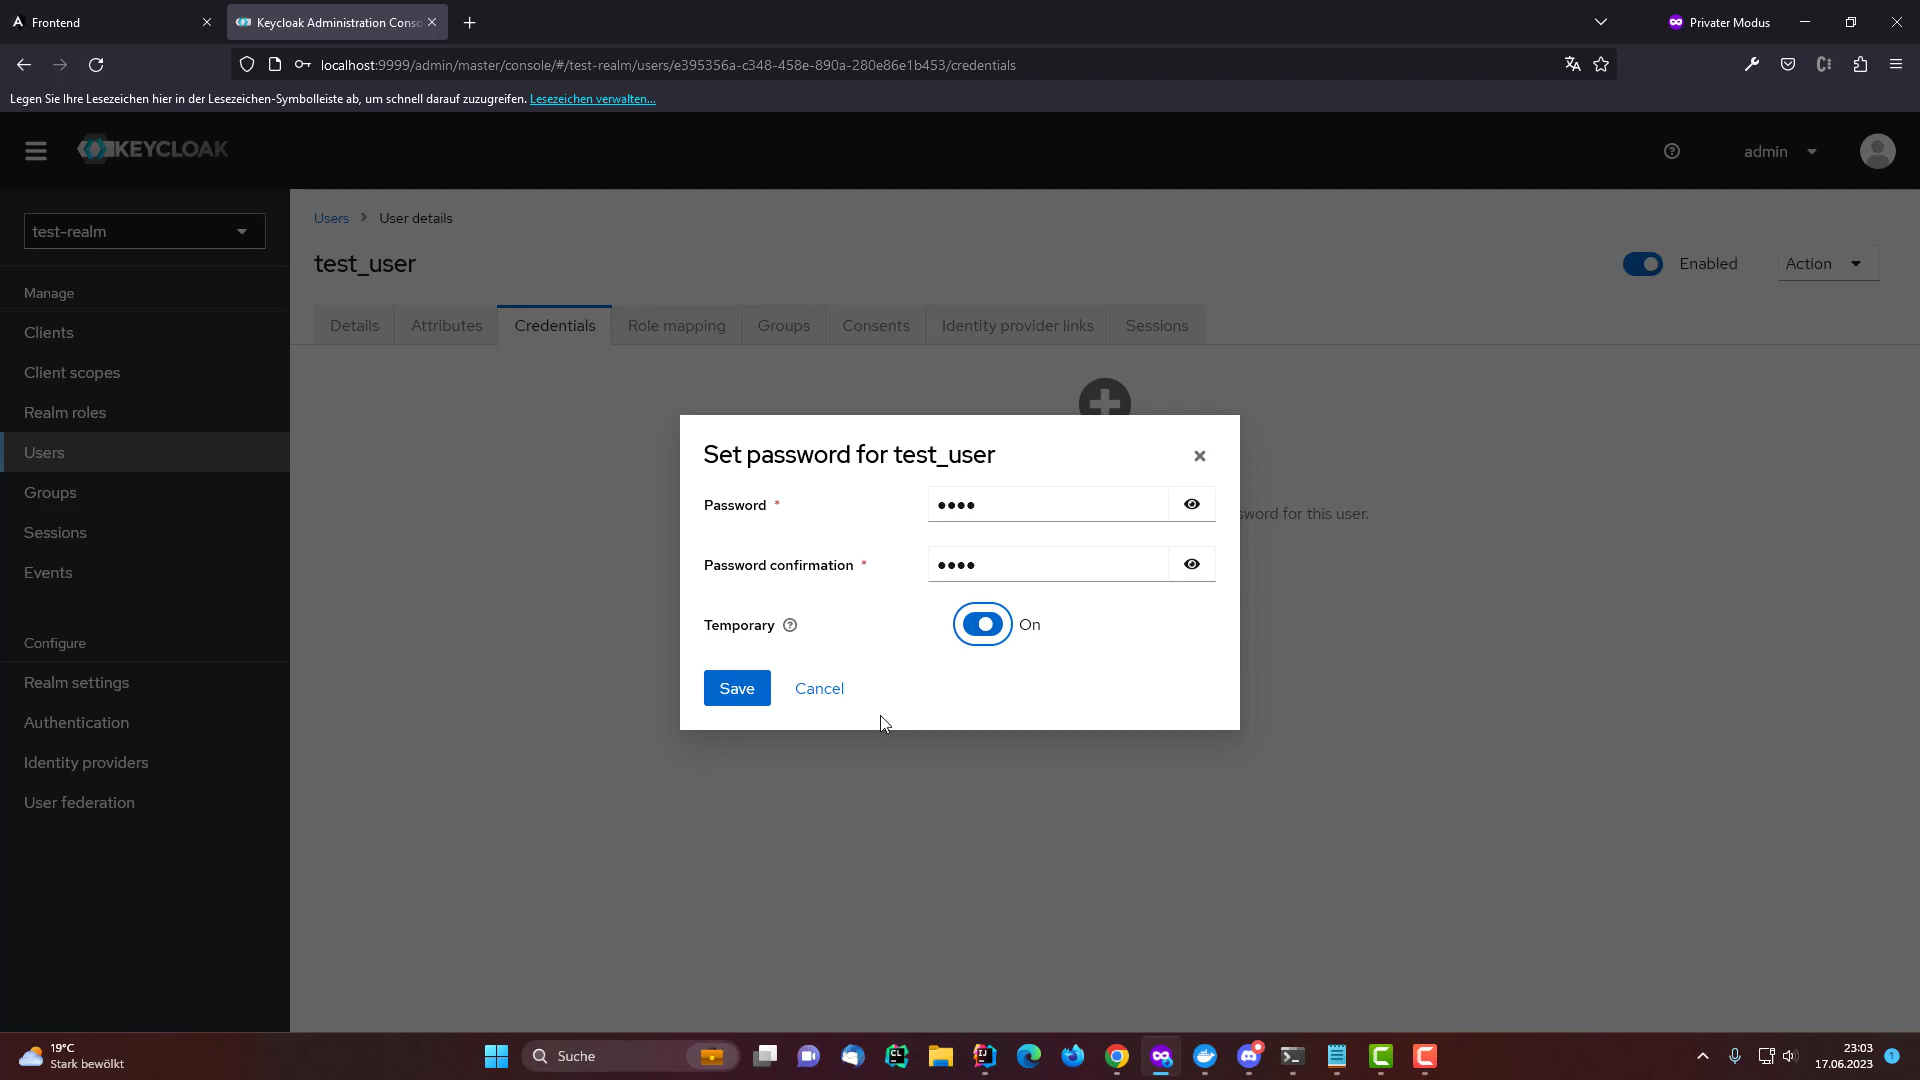 Frontend
Keycloak Administration Conso
Privater Modus
localhost:9999/admin/master/console/#/test-realm/users/e395356a-c348-458e-890a-280e86e1b453/credentials
Legen Sie Ihre Lesezeichen hier in der Lesezeichen-Symbolleiste ab, um schnell darauf zuzugreifen. Lesezeichen verwalten...
KEYCLOAK
admin
test-realm
Manage
Clients
Client scopes
Realm roles
Users
Groups
Sessions
Events
Configure
Realm settings
Authentication
Identity providers
User federation
Users > User details
test_user
Enabled
Action
Details
Attributes
Credentials
Role mapping
Groups
Consents
Identity provider links
Sessions
sword for this user.
Set password for test_user
Password *
●●●●
Password confirmation *
●●●●
Temporary
On
Save
Cancel
19°C
Stark bewölkt
Suche
CL
IJ
23:03
17.06.2023
1